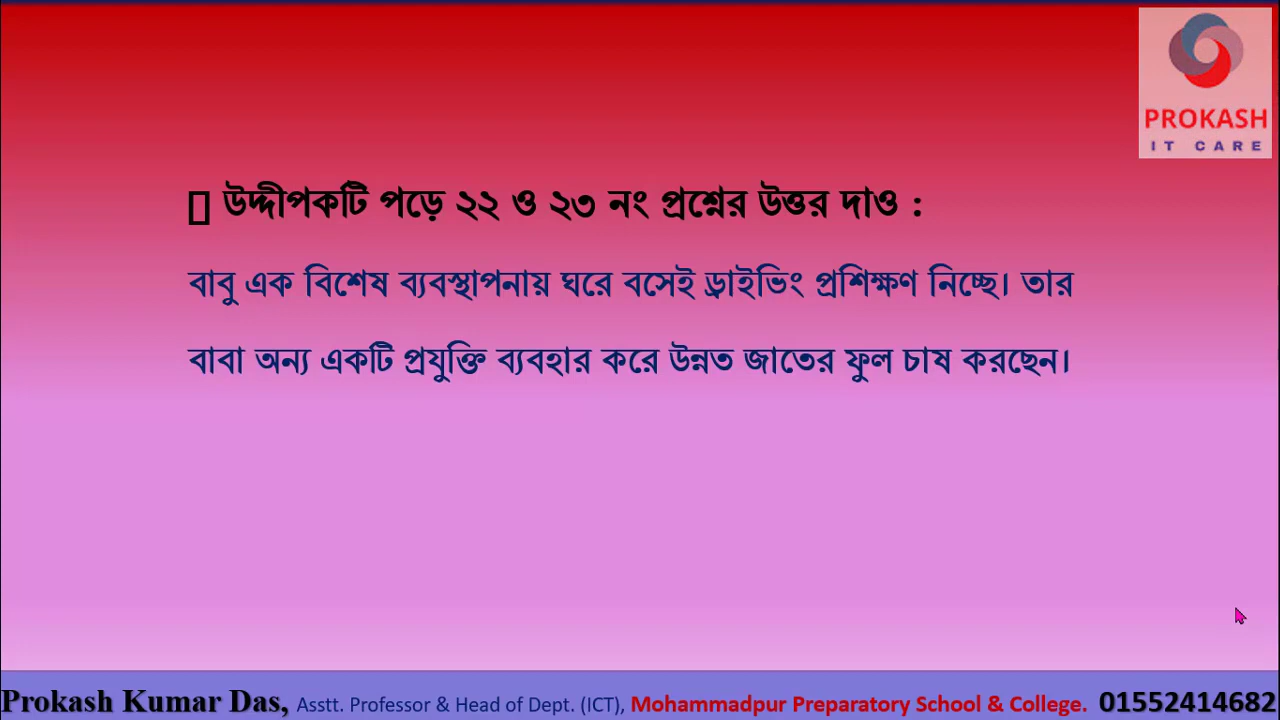 PROKASH
IT CARE
▯ উদ্দীপকটি পড়ে ২২ ও ২৩ নং প্রশ্নের উত্তর দাও :
বাবু এক বিশেষ ব্যবস্থাপনায় ঘরে বসেই ড্রাইভিং প্রশিক্ষণ নিচ্ছে। তার
বাবা অন্য একটি প্রযুক্তি ব্যবহার করে উন্নত জাতের ফুল চাষ করছেন।
Prokash Kumar Das, Asstt. Professor & Head of Dept. (ICT), Mohammadpur Preparatory School & College. 01552414682